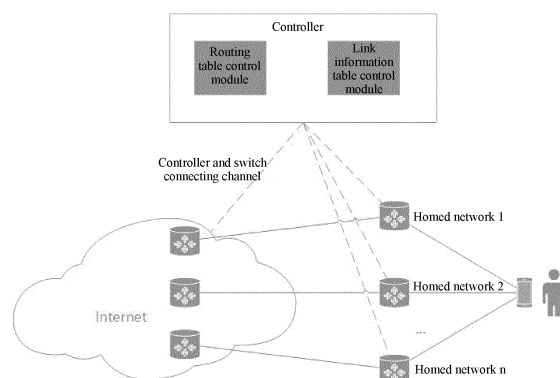 Controller
Routing
table control
module
Link
information
table control
module
Controller and switch
connecting channel
Homed network 1
Homed network 2
...
Internet
Homed network n